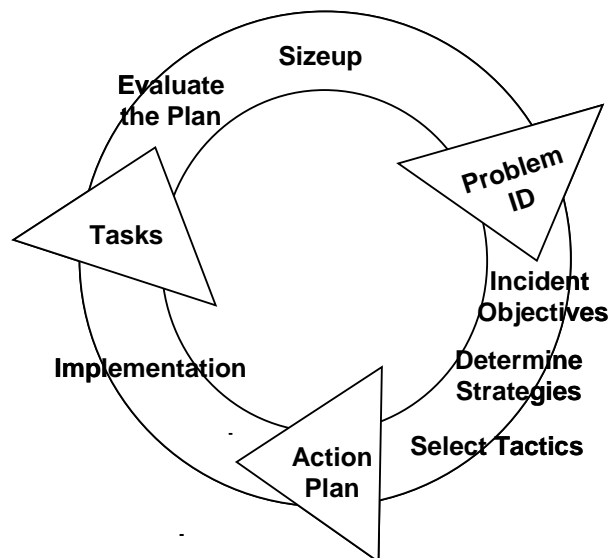 Sizeup
Evaluate
the Plan
Problem
ID
Tasks
Incident
Objectives
Determine
Strategies
Implementation
Select Tactics
Action
Plan